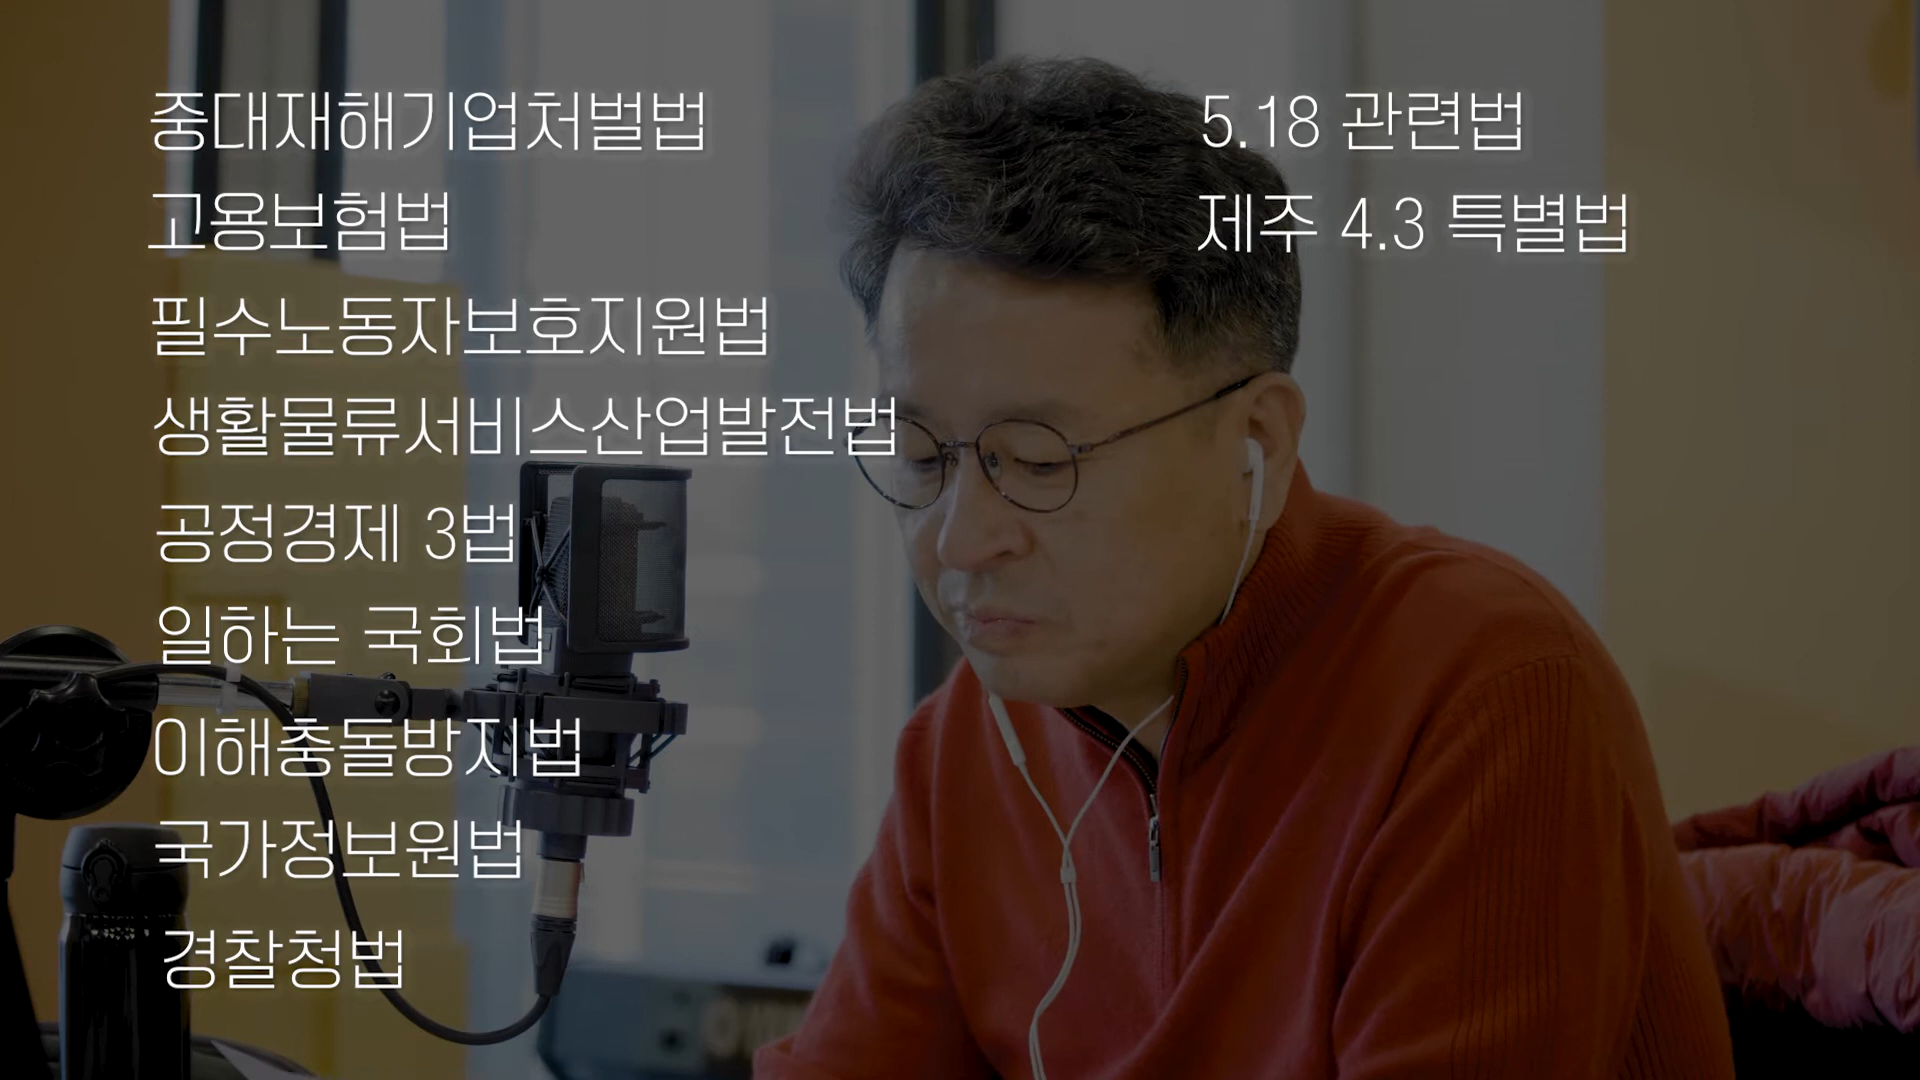 중대재해기업처벌법
고용보험법
필수노동자보호지원법
생활물류서비스산업발전법
공정경제 3법
일하는 국회법
이해충돌방지법
국가정보원법
경찰청법
5.18 관련법
제주 4.3 특별법